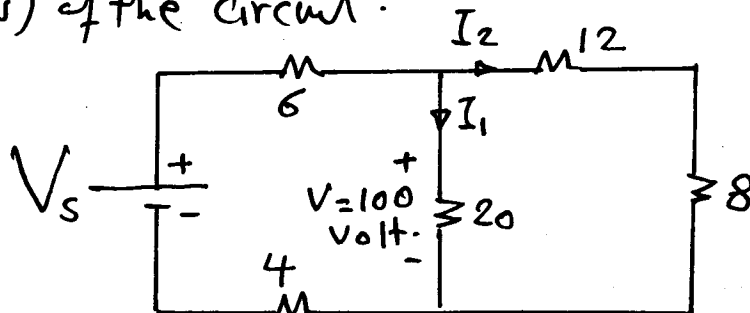 s) of the circuit.
I2 12
6
I1
Vs + -
+ V=100 volt. -
20
8
4